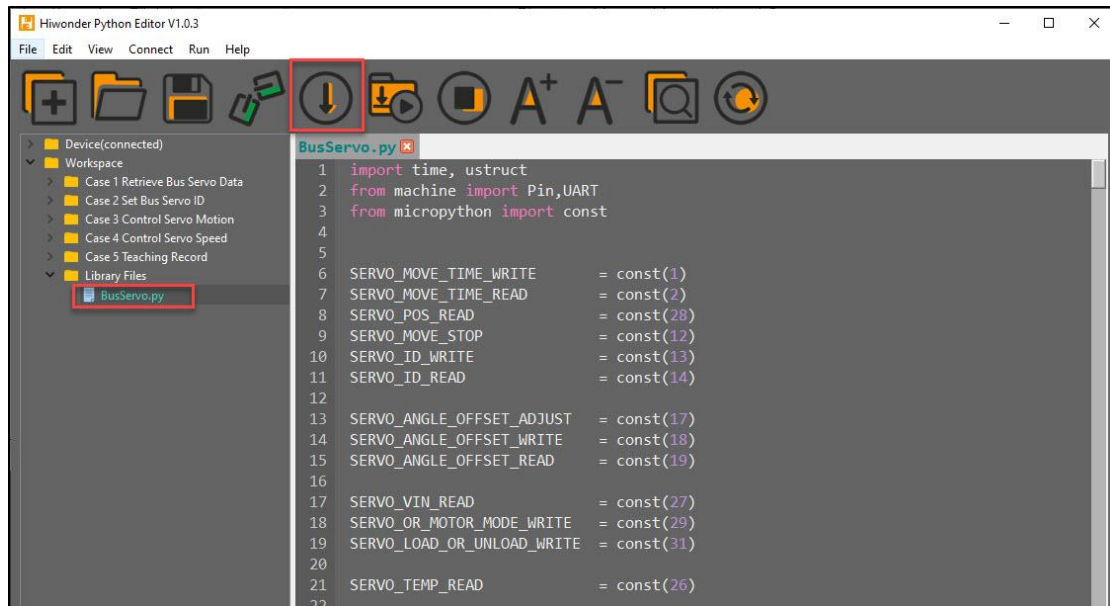 Hiwonder Python Editor V1.0.3
File Edit View Connect Run Help
A+ A-
Device(connected)
Workspace
Case 1 Retrieve Bus Servo Data
Case 2 Set Bus Servo ID
Case 3 Control Servo Motion
Case 4 Control Servo Speed
Case 5 Teaching Record
Library Files
BusServo.py
BusServo.py
1 import time, ustruct
2 from machine import Pin,UART
3 from micropython import const
4
5
6 SERVO_MOVE_TIME_WRITE = const(1)
7 SERVO_MOVE_TIME_READ = const(2)
8 SERVO_POS_READ = const(28)
9 SERVO_MOVE_STOP = const(12)
10 SERVO_ID_WRITE = const(13)
11 SERVO_ID_READ = const(14)
12
13 SERVO_ANGLE_OFFSET_ADJUST = const(17)
14 SERVO_ANGLE_OFFSET_WRITE = const(18)
15 SERVO_ANGLE_OFFSET_READ = const(19)
16
17 SERVO_VIN_READ = const(27)
18 SERVO_OR_MOTOR_MODE_WRITE = const(29)
19 SERVO_LOAD_OR_UNLOAD_WRITE = const(31)
20
21 SERVO_TEMP_READ = const(26)
22